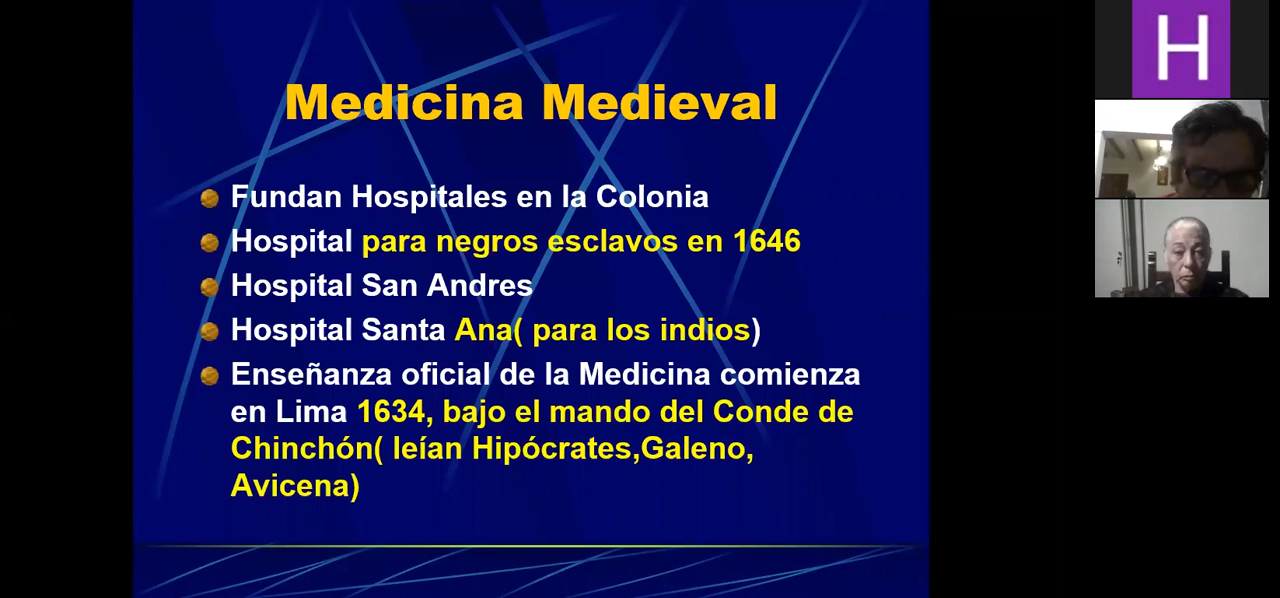 Medicina Medieval
Fundan Hospitales en la Colonia
Hospital para negros esclavos en 1646
Hospital San Andres
Hospital Santa Ana( para los indios)
Enseñanza oficial de la Medicina comienza
en Lima 1634, bajo el mando del Conde de
Chinchón( leían Hipócrates,Galeno,
Avicena)
H